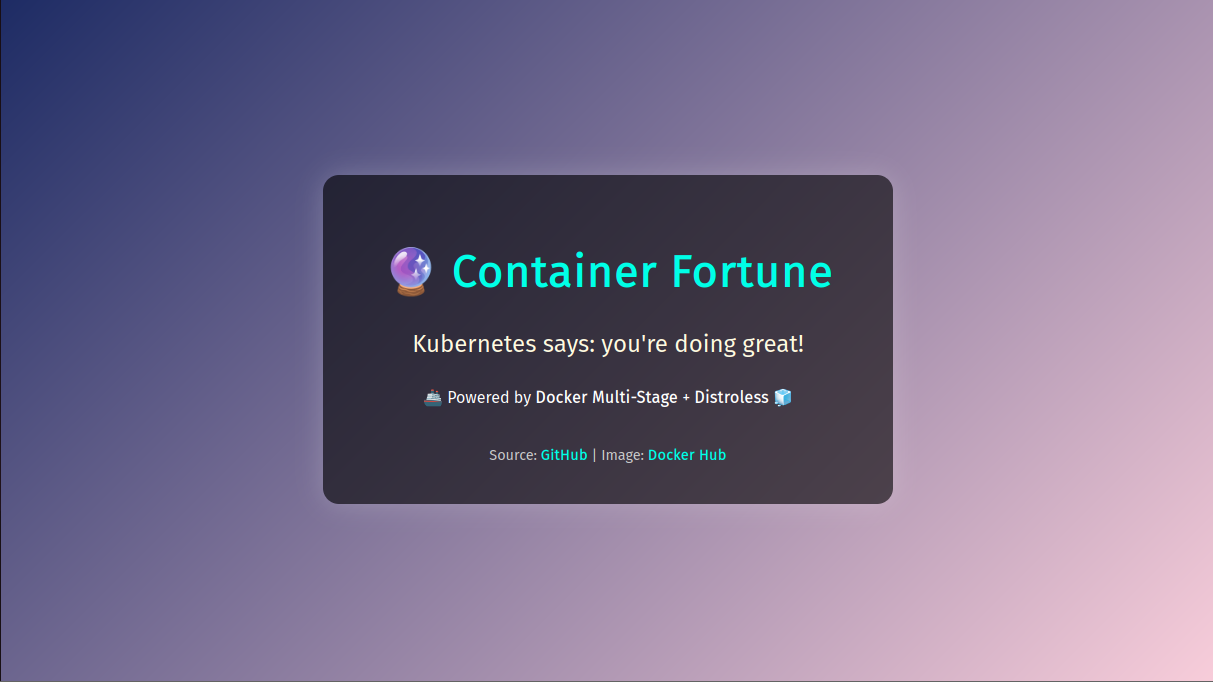 🔮 Container Fortune
Kubernetes says: you're doing great!
🚢 Powered by Docker Multi-Stage + Distroless 🧊
Source: GitHub | Image: Docker Hub